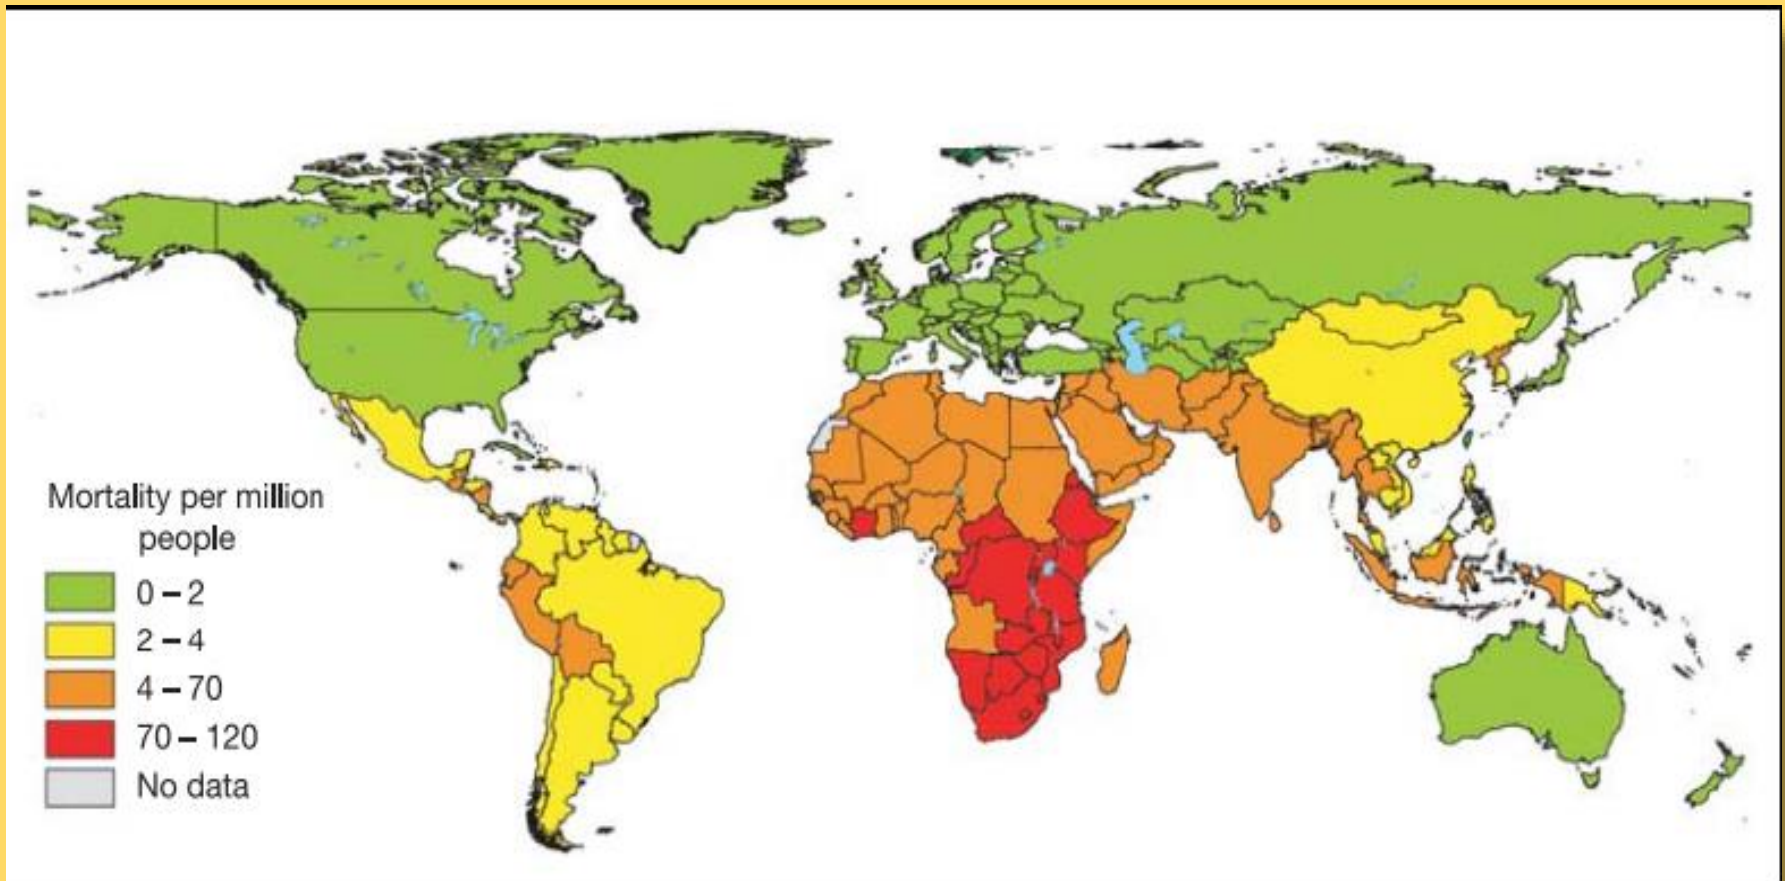 Mortality per million
people
0 – 2
2 – 4
4 – 70
70 – 120
No data